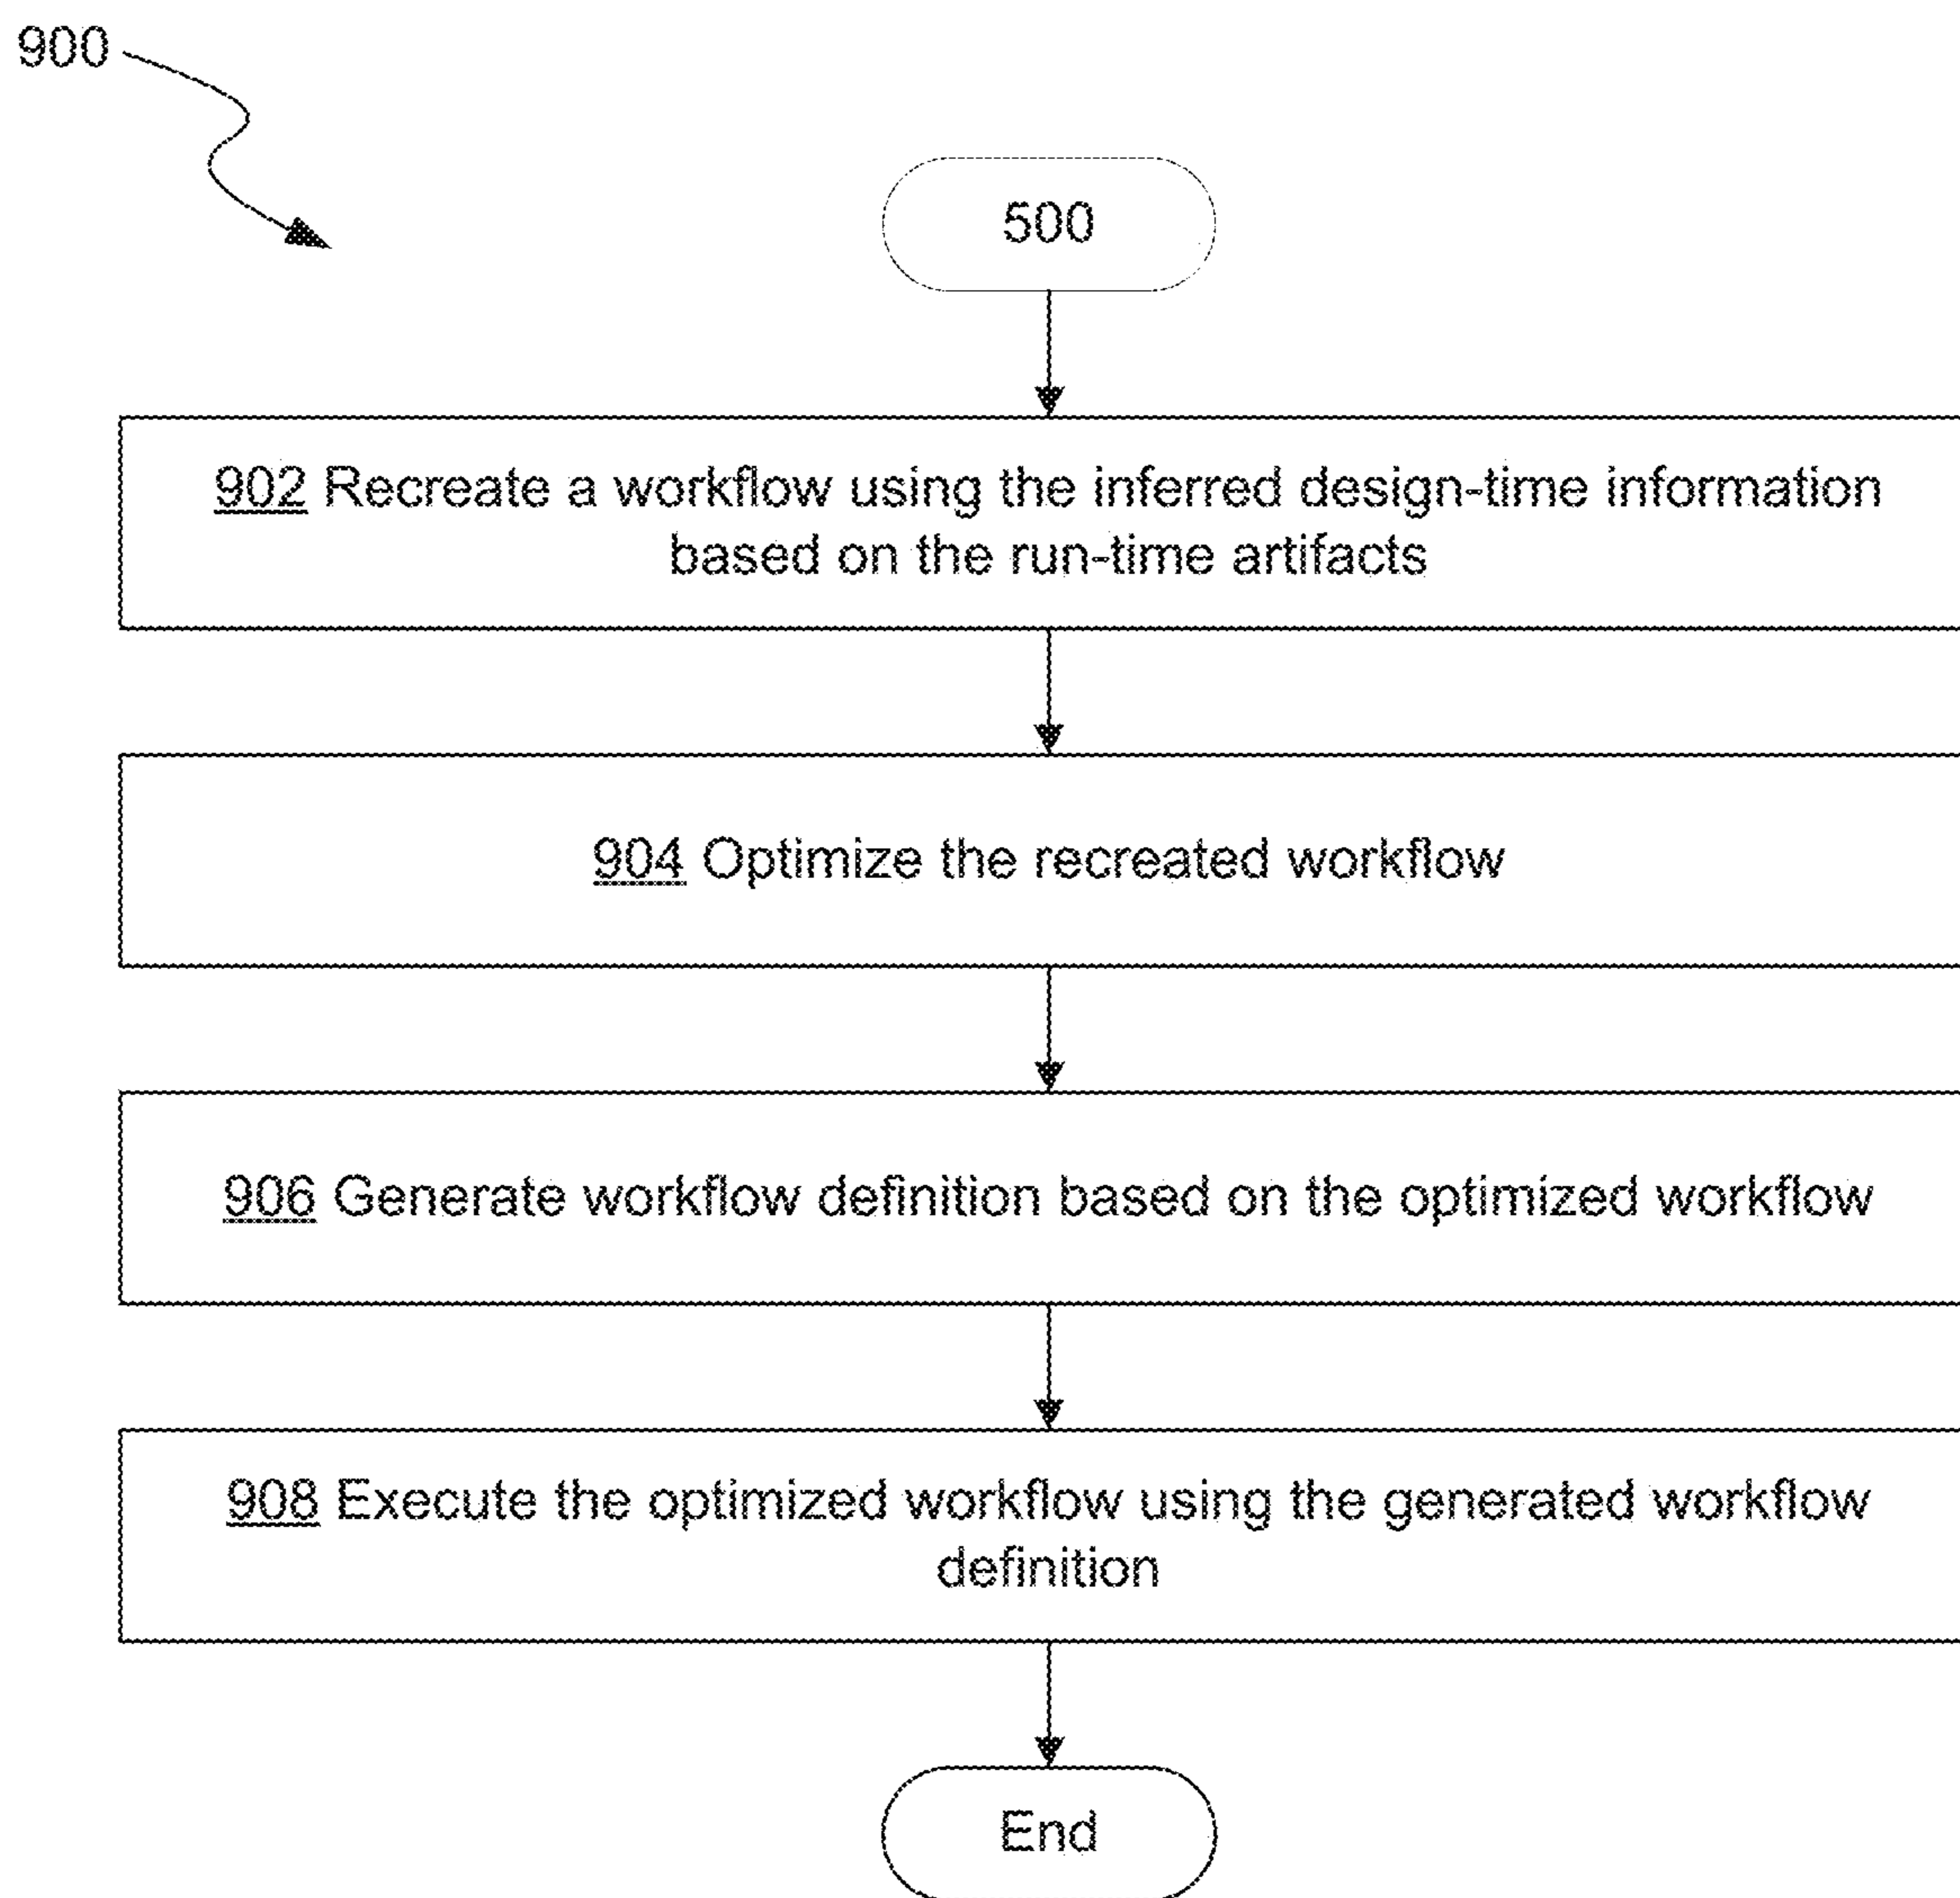 900
500
902 Recreate a workflow using the inferred design-time information
based on the run-time artifacts
904 Optimize the recreated workflow
906 Generate workflow definition based on the optimized workflow
908 Execute the optimized workflow using the generated workflow
definition
End